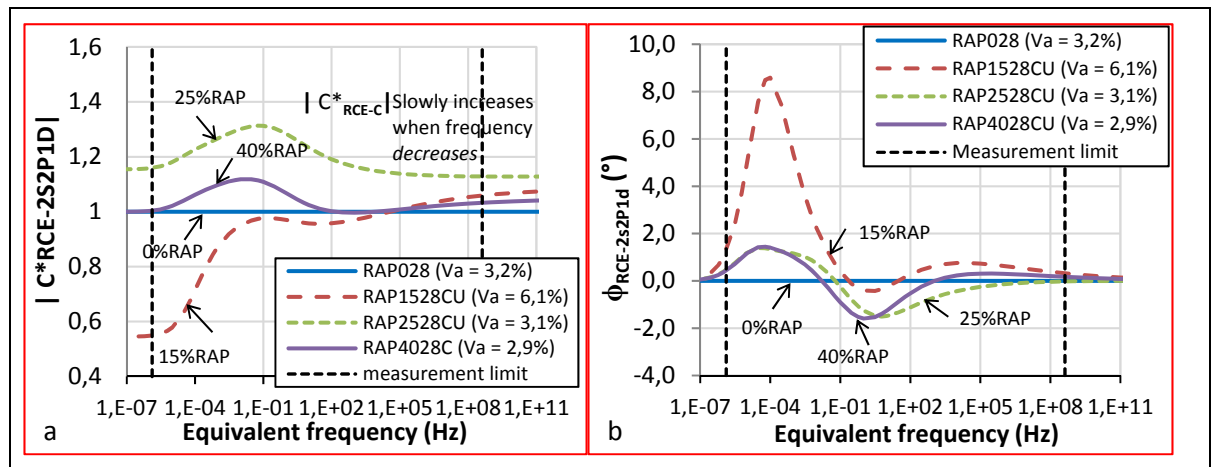 | C*RCE-2S2P1D|
1,6
1,4
1,2
1
0,8
0,6
0,4
25%RAP
| C*RCE-C| Slowly increases
when frequency
decreases
40%RAP
0%RAP
15%RAP
RAP028 (Va = 3,2%)
RAP1528CU (Va = 6,1%)
RAP2528CU (Va = 3,1%)
RAP4028C (Va = 2,9%)
measurement limit
1,E-07 1,E-04 1,E-01 1,E+02 1,E+05 1,E+08 1,E+11
a
Equivalent frequency (Hz)
ϕRCE-2s2P1d (°)
10,0
8,0
6,0
4,0
2,0
0,0
-2,0
-4,0
RAP028 (Va = 3,2%)
RAP1528CU (Va = 6,1%)
RAP2528CU (Va = 3,1%)
RAP4028CU (Va = 2,9%)
Measurement limit
15%RAP
0%RAP
25%RAP
40%RAP
1,E-07 1,E-04 1,E-01 1,E+02 1,E+05 1,E+08 1,E+11
b
Equivalent frequency (Hz)